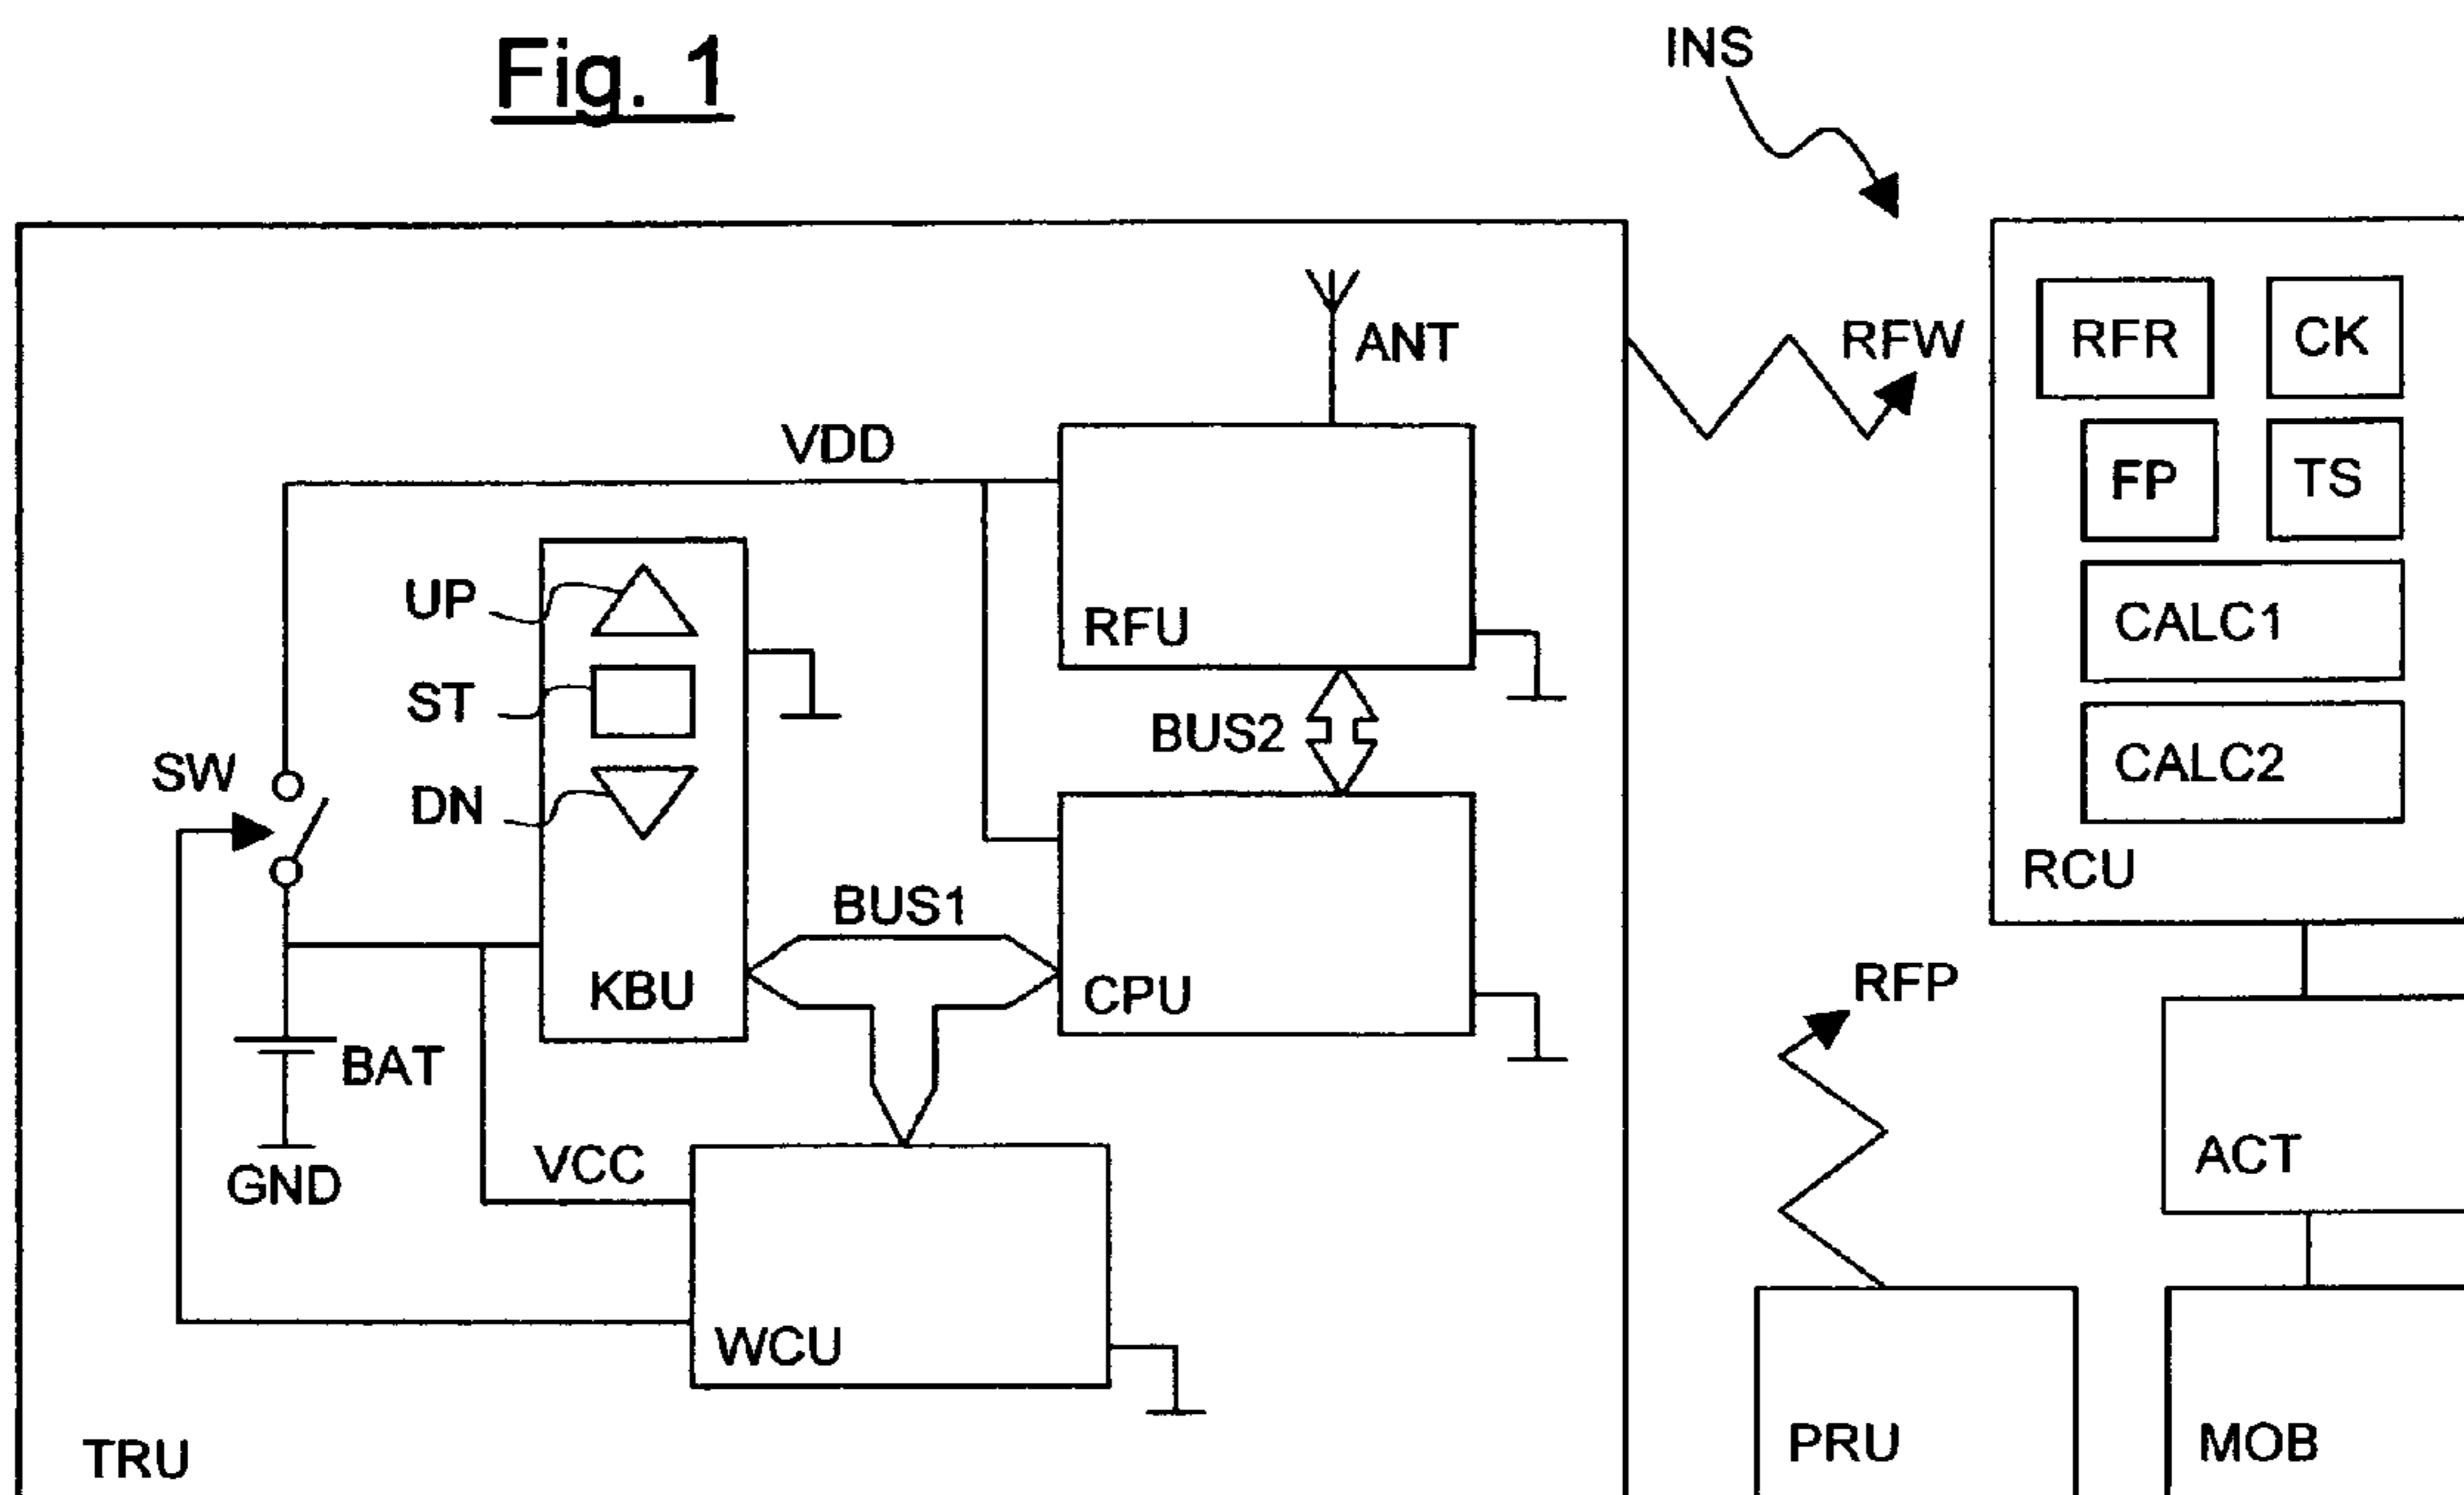 Fig. 1
INS
ANT
RFW
RFR
CK
VDD
FP
TS
UP
RFU
CALC1
ST
BUS2
SW
CALC2
DN
RCU
BUS1
KBU
CPU
RFP
BAT
ACT
VCC
GND
WCU
PRU
MOB
TRU